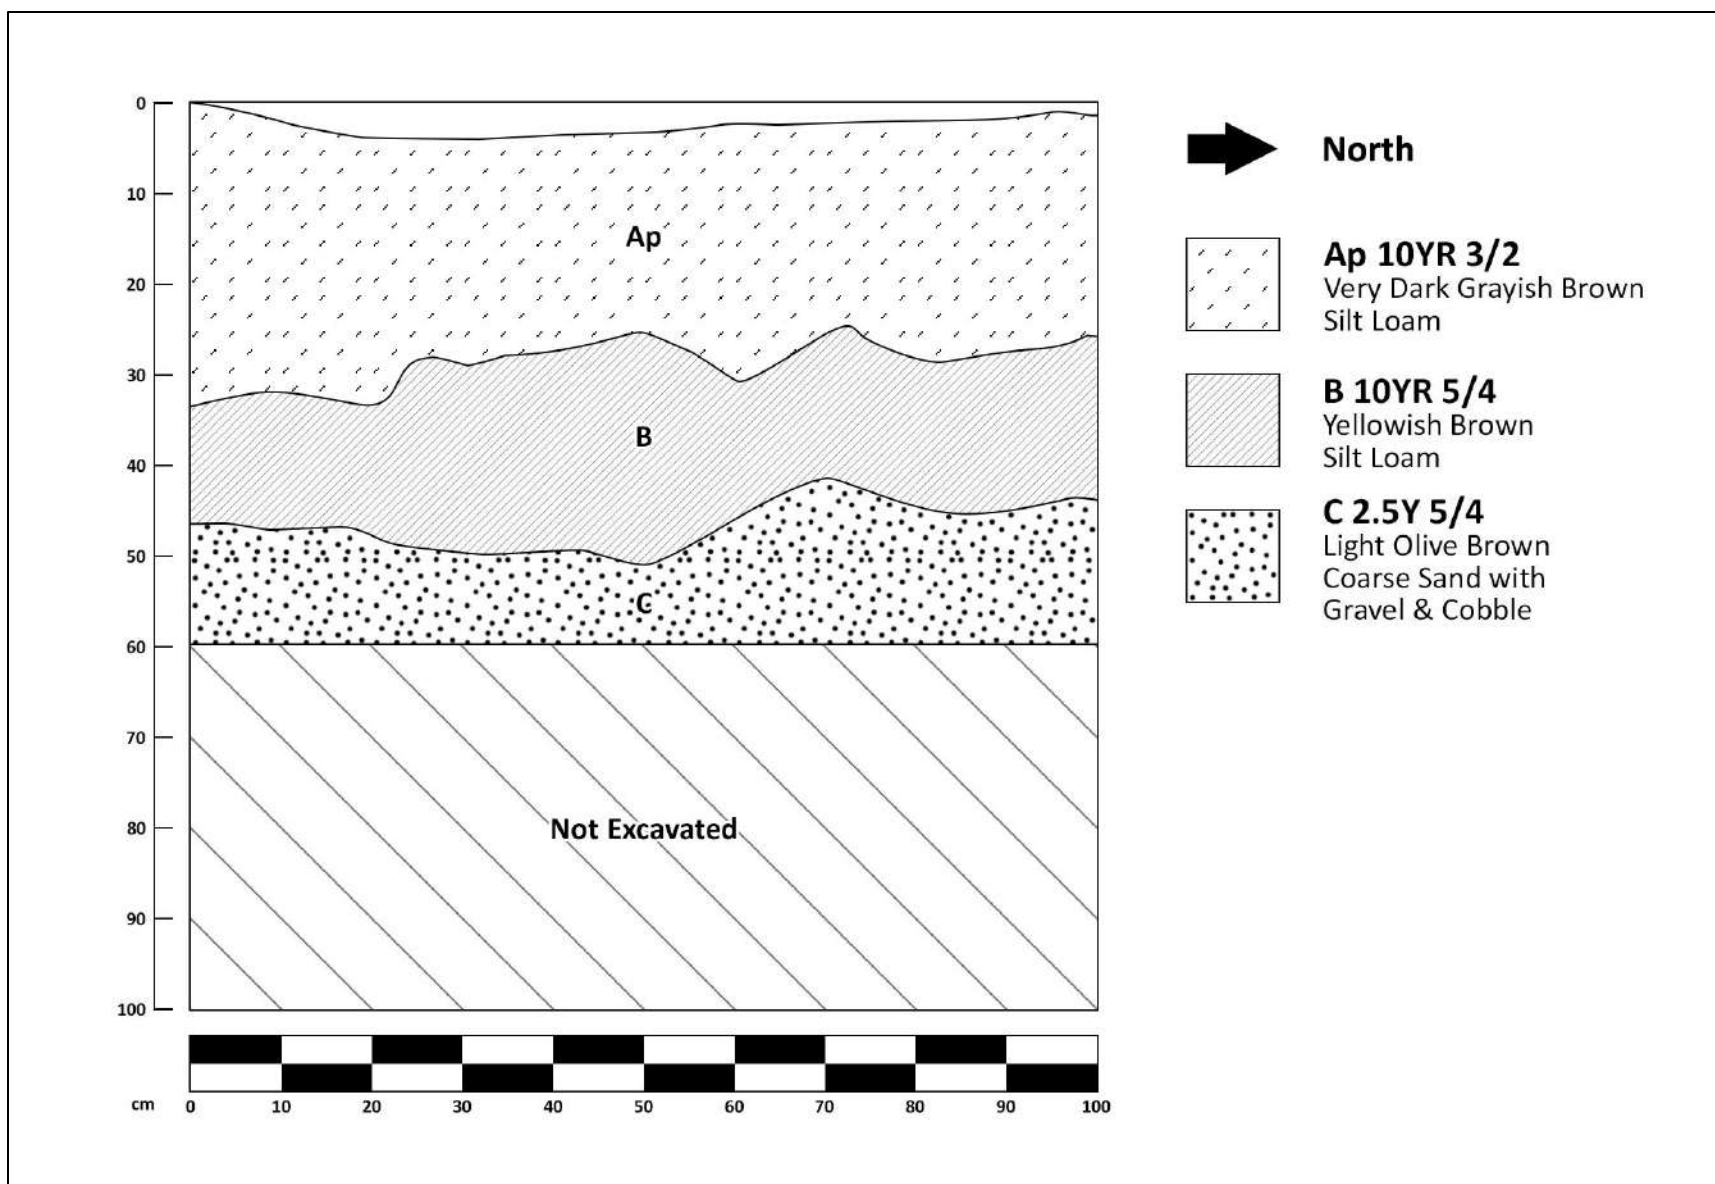 0
10
20
30
40
50
60
70
80
90
100
Ap
B
C
Not Excavated
cm 0 10 20 30 40 50 60 70 80 90 100
North
Ap 10YR 3/2
Very Dark Grayish Brown
Silt Loam
B 10YR 5/4
Yellowish Brown
Silt Loam
C 2.5Y 5/4
Light Olive Brown
Coarse Sand with
Gravel & Cobble